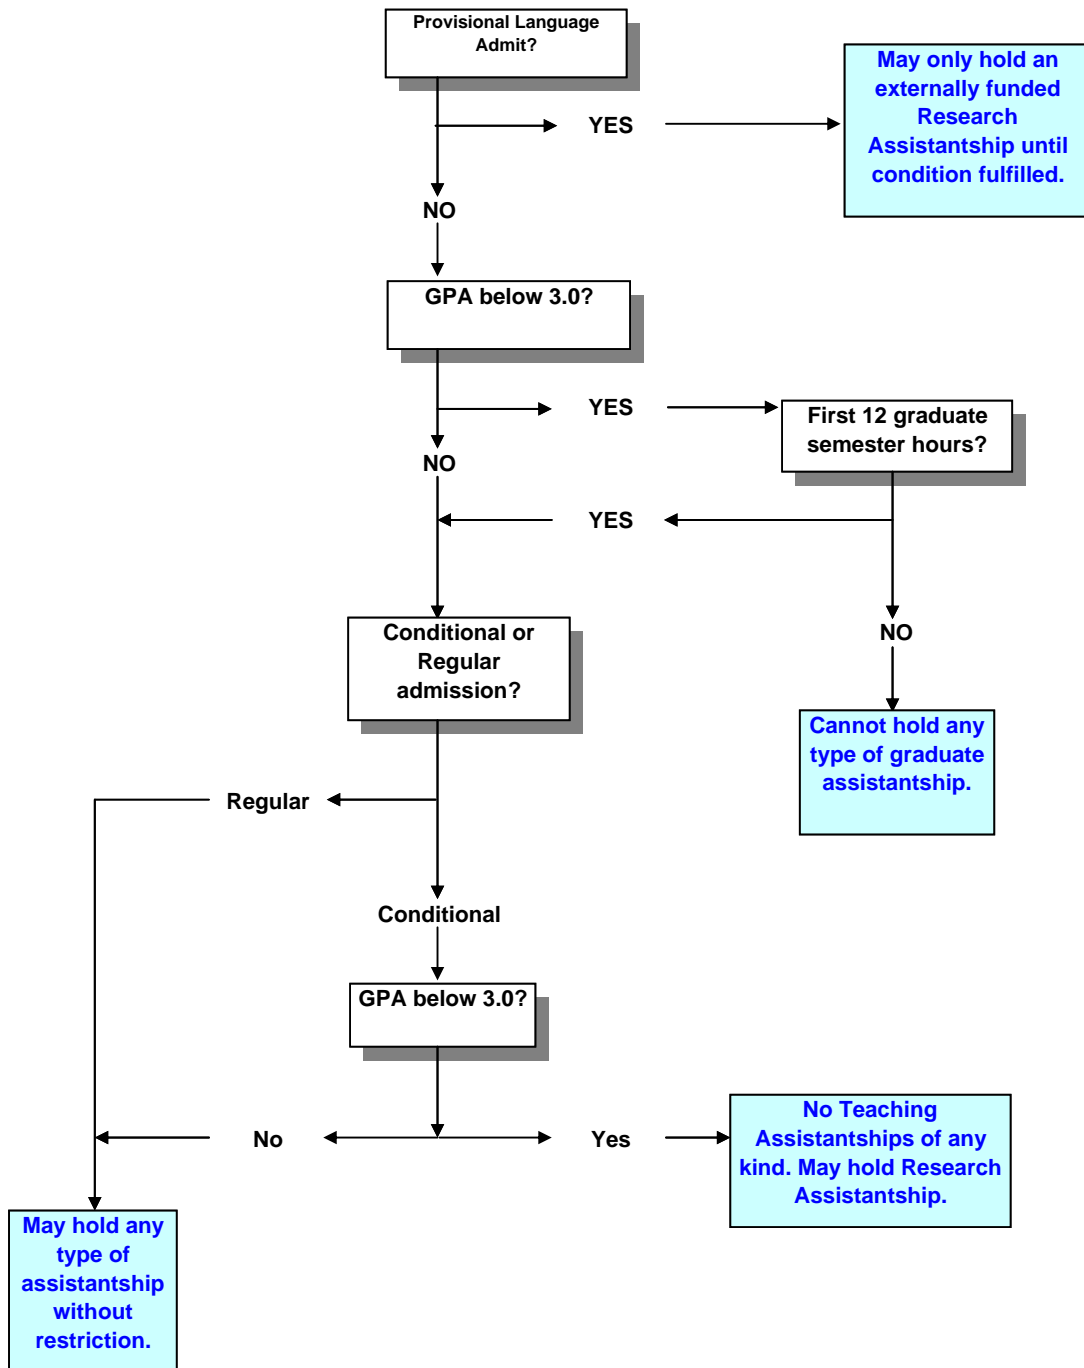 Provisional Language
Admit?
May only hold an
externally funded
Research
Assistantship until
condition fulfilled.
YES
NO
GPA below 3.0?
YES
First 12 graduate
semester hours?
NO
YES
Conditional or
Regular
admission?
NO
Cannot hold any
type of graduate
assistantship.
Regular
Conditional
GPA below 3.0?
No
Yes
No Teaching
Assistantships of any
kind. May hold Research
Assistantship.
May hold any
type of
assistantship
without
restriction.